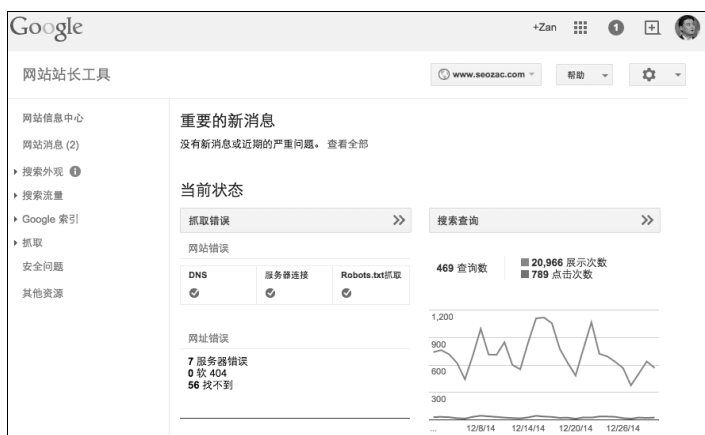 Google
+Zan
1
网站站长工具
www.seozac.com
帮助
网站信息中心
网站消息 (2)
搜索外观
搜索流量
Google 索引
抓取
安全问题
其他资源
重要的新消息
没有新消息或近期的严重问题。 查看全部
当前状态
抓取错误
网站错误
DNS
服务器连接
Robots.txt抓取
网址错误
7 服务器错误
0 软 404
56 找不到
搜索查询
469 查询数
20,966 展示次数
789 点击次数
1,200
900
600
300
... 12/8/14 12/14/14 12/20/14 12/26/14